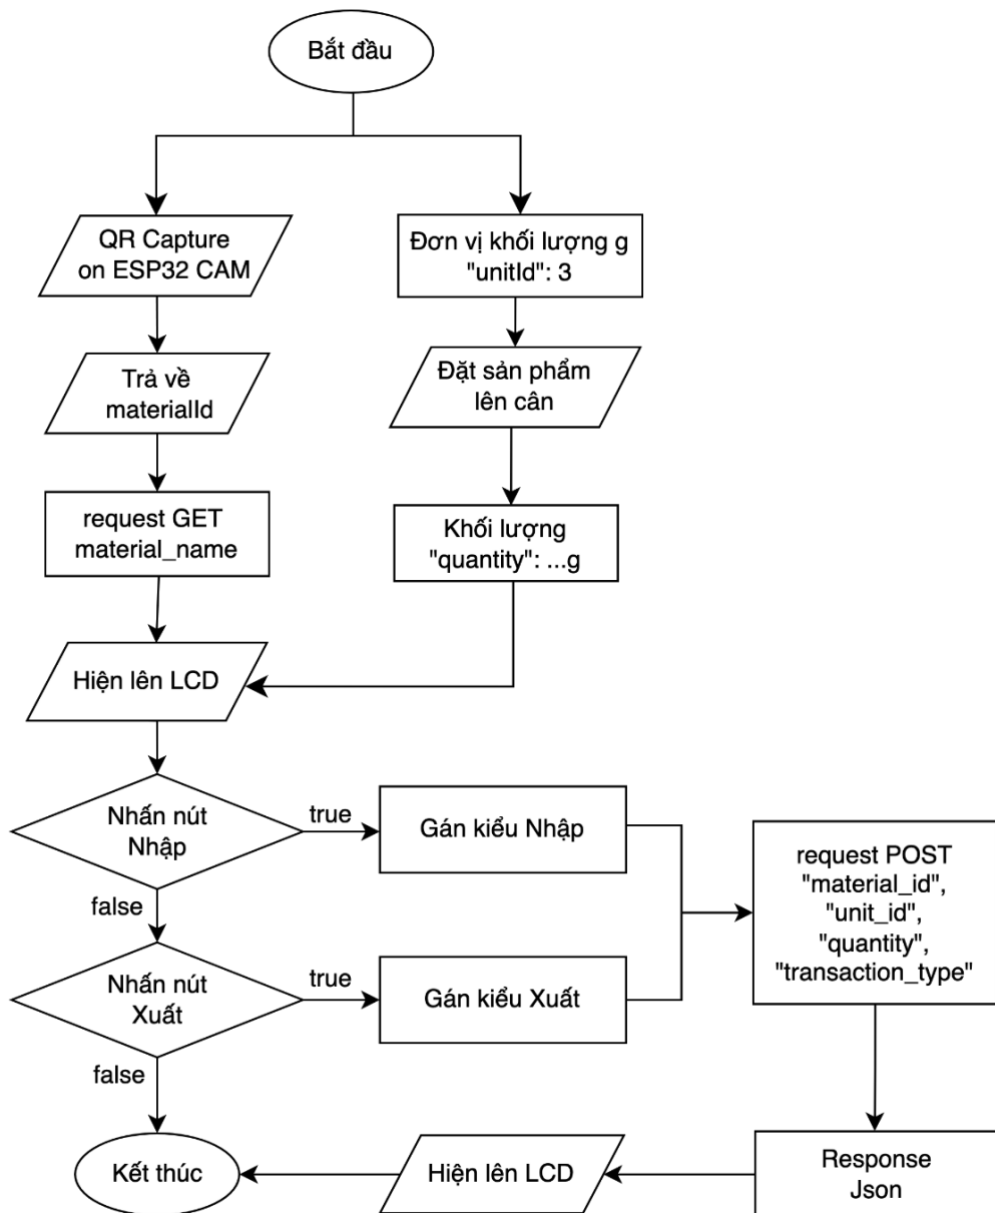 Bắt đầu
QR Capture
on ESP32 CAM
Đơn vị khối lượng g
"unitId": 3
Trả về
materialId
Đặt sản phẩm
lên cân
request GET
material_name
Khối lượng
"quantity": ...g
Hiện lên LCD
Nhấn nút
Nhập
true
Gán kiểu Nhập
request POST
"material_id",
"unit_id",
"quantity",
"transaction_type"
false
Nhấn nút
Xuất
true
Gán kiểu Xuất
false
Kết thúc
Hiện lên LCD
Response
Json